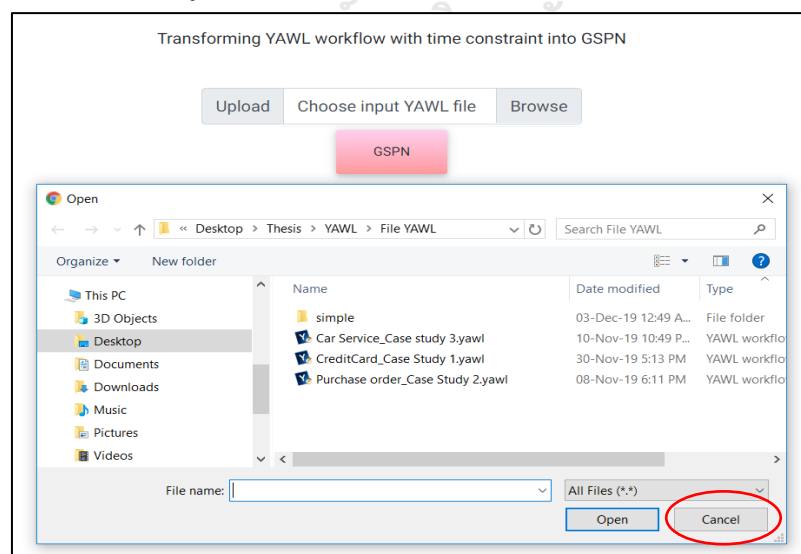 Transforming YAWL workflow with time constraint into GSPN
Upload Choose input YAWL file Browse
GSPN
Open
« Desktop > Thesis > YAWL > File YAWL Search File YAWL
Organize New folder
This PC
3D Objects
Desktop
Documents
Downloads
Music
Pictures
Videos
Name Date modified Type
simple 03-Dec-19 12:49 A... File folder
Car Service_Case study 3.yawl 10-Nov-19 10:49 P... YAWL workflo
CreditCard_Case Study 1.yawl 30-Nov-19 5:13 PM YAWL workflo
Purchase order_Case Study 2.yawl 08-Nov-19 6:11 PM YAWL workflo
File name: All Files (*.*)
Open Cancel